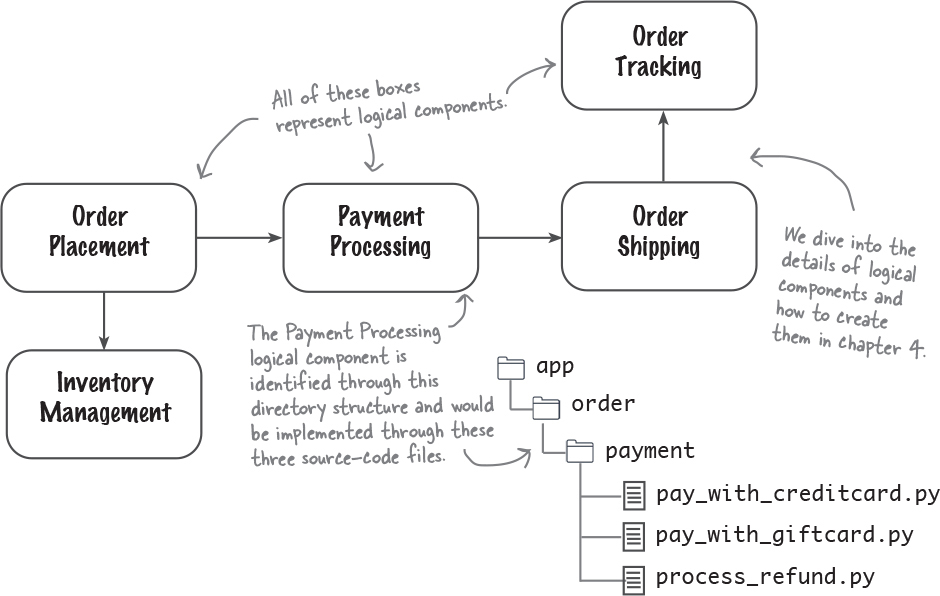 Order
Tracking
All of these boxes
represent logical components.
Order
Placement
Payment
Processing
Order
Shipping
We dive into the
details of logical
components and
how to create
them in chapter 4.
Inventory
Management
The Payment Processing
logical component is
identified through this
directory structure and would
be implemented through these
three source-code files.
app
order
payment
pay_with_creditcard.py
pay_with_giftcard.py
process_refund.py